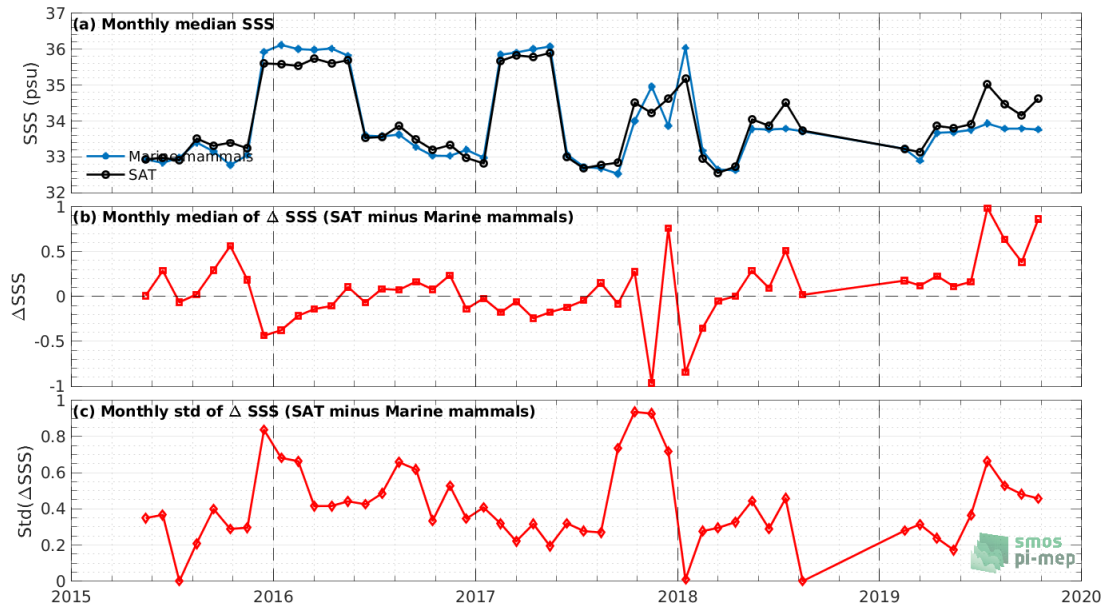 (a) Monthly median SSS
37
36
35
34
33
32
SSS (psu)
Marine mammals
SAT
(b) Monthly median of Δ SSS (SAT minus Marine mammals)
1
0.5
0
-0.5
-1
ΔSSS
(c) Monthly std of Δ SSS (SAT minus Marine mammals)
1
0.8
0.6
0.4
0.2
0
Std(ΔSSS)
smos
pi-mep
2015
2016
2017
2018
2019
2020